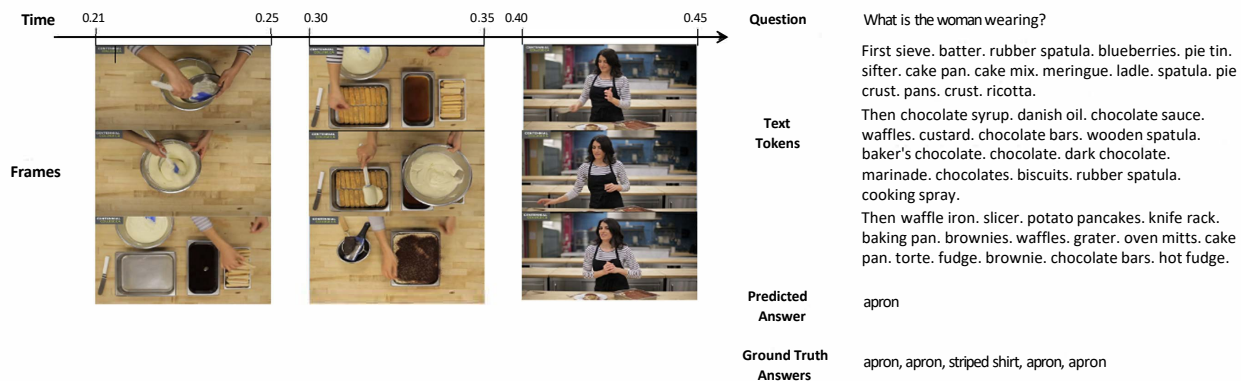 Time
0.21
0.25
0.30
0.35
0.40
0.45
Frames
Question
What is the woman wearing?
Text
Tokens
First sieve. batter. rubber spatula. blueberries. pie tin.
sifter. cake pan. cake mix. meringue. ladle. spatula. pie
crust. pans. crust. ricotta.
Then chocolate syrup. danish oil. chocolate sauce.
waffles. custard. chocolate bars. wooden spatula.
baker's chocolate. chocolate. dark chocolate.
marinade. chocolates. biscuits. rubber spatula.
cooking spray.
Then waffle iron. slicer. potato pancakes. knife rack.
baking pan. brownies. waffles. grater. oven mitts. cake
pan. torte. fudge. brownie. chocolate bars. hot fudge.
Predicted
Answer
apron
Ground Truth
Answers
apron, apron, striped shirt, apron, apron